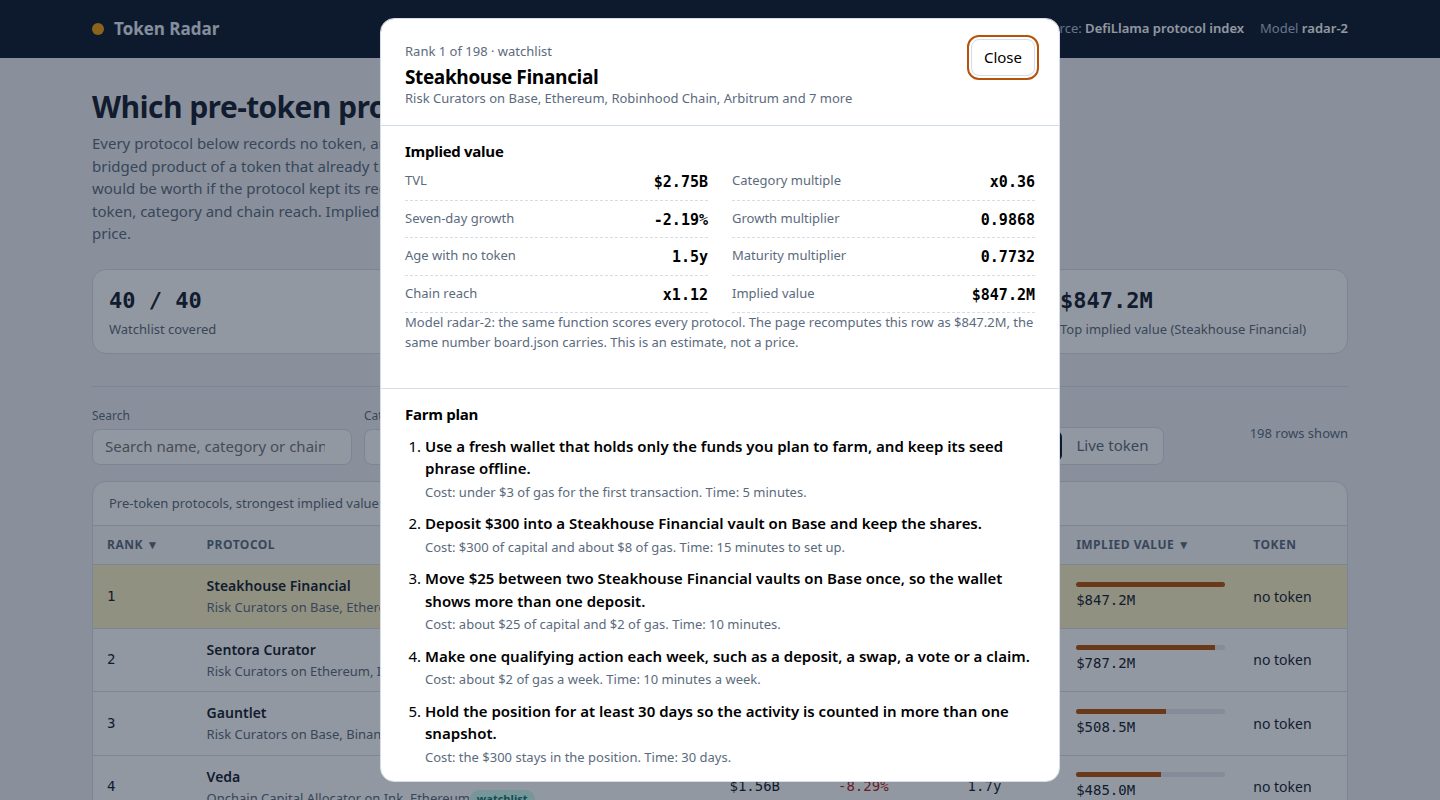 Token Radar
rce: DefiLlama protocol index Model radar-2
Which pre-token pro
Every protocol below records no token, a
bridged product of a token that already t
would be worth if the protocol kept its re
token, category and chain reach. Implied
price.
40 / 40
Watchlist covered
$847.2M
Top implied value (Steakhouse Financial)
Search
Cat
Search name, category or chain
Live token
198 rows shown
Pre-token protocols, strongest implied value
RANK ▼ PROTOCOL IMPLIED VALUE ▼ TOKEN
1 Steakhouse Financial $847.2M no token
Risk Curators on Base, Ether
2 Sentora Curator $787.2M no token
Risk Curators on Ethereum, I
3 Gauntlet $508.5M no token
Risk Curators on Base, Binan
4 Veda $1.56B -8.29% 1.7y $485.0M no token
Onchain Capital Allocator on Ink, Ethereum watchlist
Rank 1 of 198 · watchlist
Close
Steakhouse Financial
Risk Curators on Base, Ethereum, Robinhood Chain, Arbitrum and 7 more
Implied value
TVL $2.75B Category multiple x0.36
Seven-day growth -2.19% Growth multiplier 0.9868
Age with no token 1.5y Maturity multiplier 0.7732
Chain reach x1.12 Implied value $847.2M
Model radar-2: the same function scores every protocol. The page recomputes this row as $847.2M, the
same number board.json carries. This is an estimate, not a price.
Farm plan
1. Use a fresh wallet that holds only the funds you plan to farm, and keep its seed
phrase offline.
Cost: under $3 of gas for the first transaction. Time: 5 minutes.
2. Deposit $300 into a Steakhouse Financial vault on Base and keep the shares.
Cost: $300 of capital and about $8 of gas. Time: 15 minutes to set up.
3. Move $25 between two Steakhouse Financial vaults on Base once, so the wallet
shows more than one deposit.
Cost: about $25 of capital and $2 of gas. Time: 10 minutes.
4. Make one qualifying action each week, such as a deposit, a swap, a vote or a claim.
Cost: about $2 of gas a week. Time: 10 minutes a week.
5. Hold the position for at least 30 days so the activity is counted in more than one
snapshot.
Cost: the $300 stays in the position. Time: 30 days.